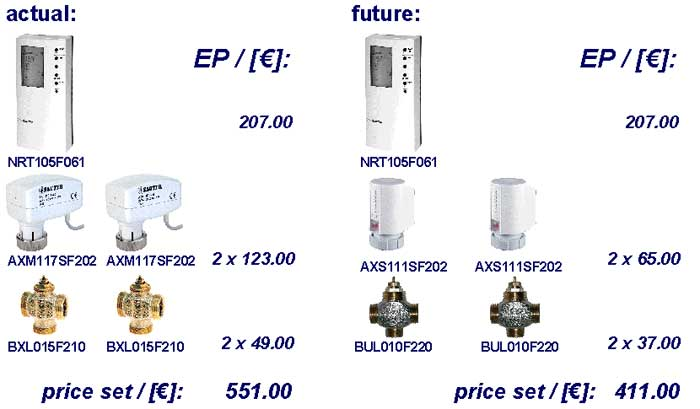 actual:
EP / [€]:
207.00
NRT105F061
AXM117SF202 AXM117SF202 2 x 123.00
BXL015F210 BXL015F210 2 x 49.00
price set / [€]: 551.00
future:
EP / [€]:
207.00
NRT105F061
AXS111SF202 AXS111SF202 2 x 65.00
BUL010F220 BUL010F220 2 x 37.00
price set / [€]: 411.00